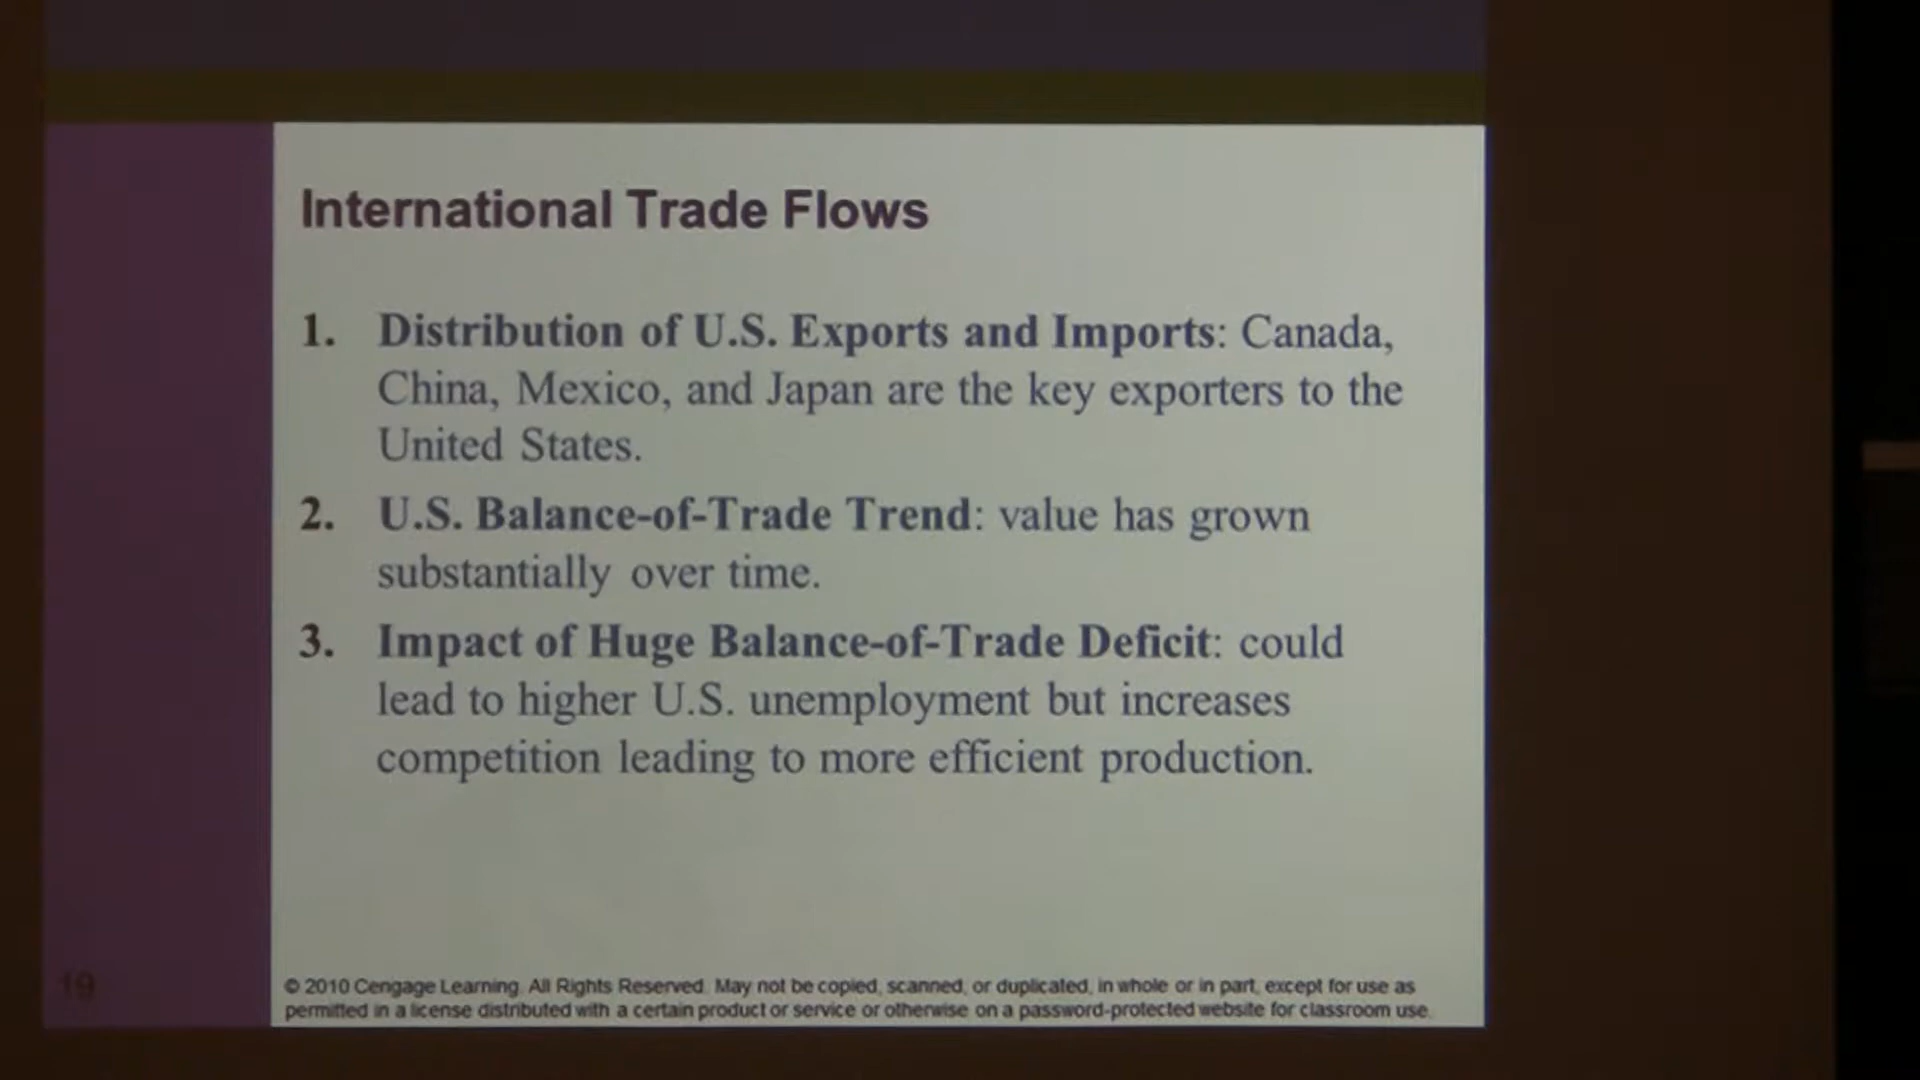 International Trade Flows
1. Distribution of U.S. Exports and Imports: Canada,
China, Mexico, and Japan are the key exporters to the
United States.
2. U.S. Balance-of-Trade Trend: value has grown
substantially over time.
3. Impact of Huge Balance-of-Trade Deficit: could
lead to higher U.S. unemployment but increases
competition leading to more efficient production.
19
© 2010 Cengage Learning. All Rights Reserved. May not be copied, scanned, or duplicated, in whole or in part, except for use as
permitted in a license distributed with a certain product or service or otherwise on a password-protected website for classroom use.